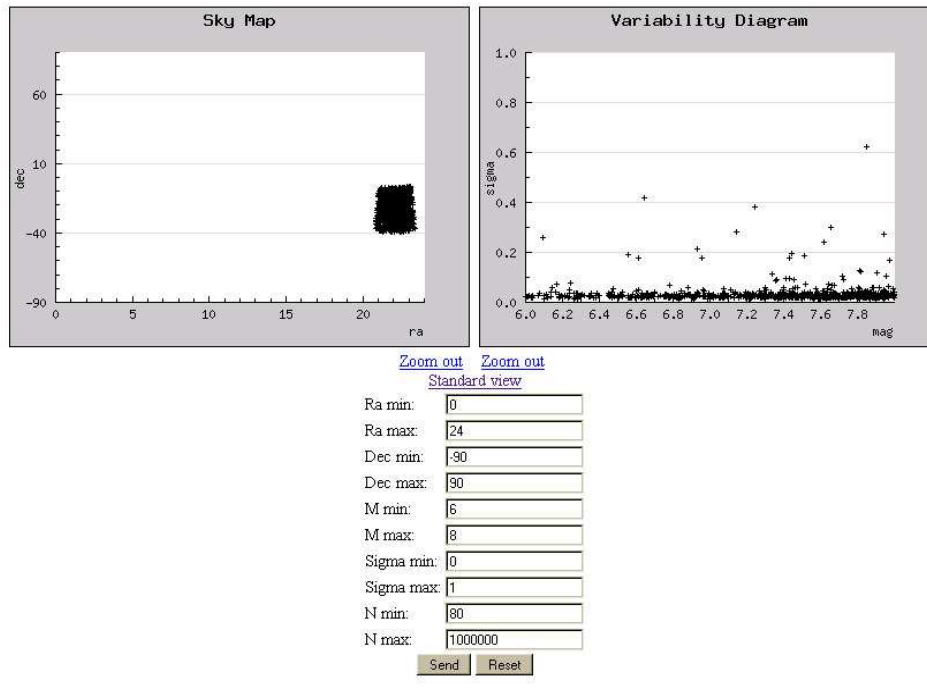 Sky Map
60
10
-40
-90
dec
0
5
10
15
20
ra
Variability Diagram
1.0
0.8
0.6
0.4
0.2
0.0
sigma
6.0
6.2
6.4
6.6
6.8
7.0
7.2
7.4
7.6
7.8
mag
Zoom out Zoom out
Standard view
Ra min: 0
Ra max: 24
Dec min: -90
Dec max: 90
M min: 6
M max: 8
Sigma min: 0
Sigma max: 1
N min: 80
N max: 1000000
Send Reset